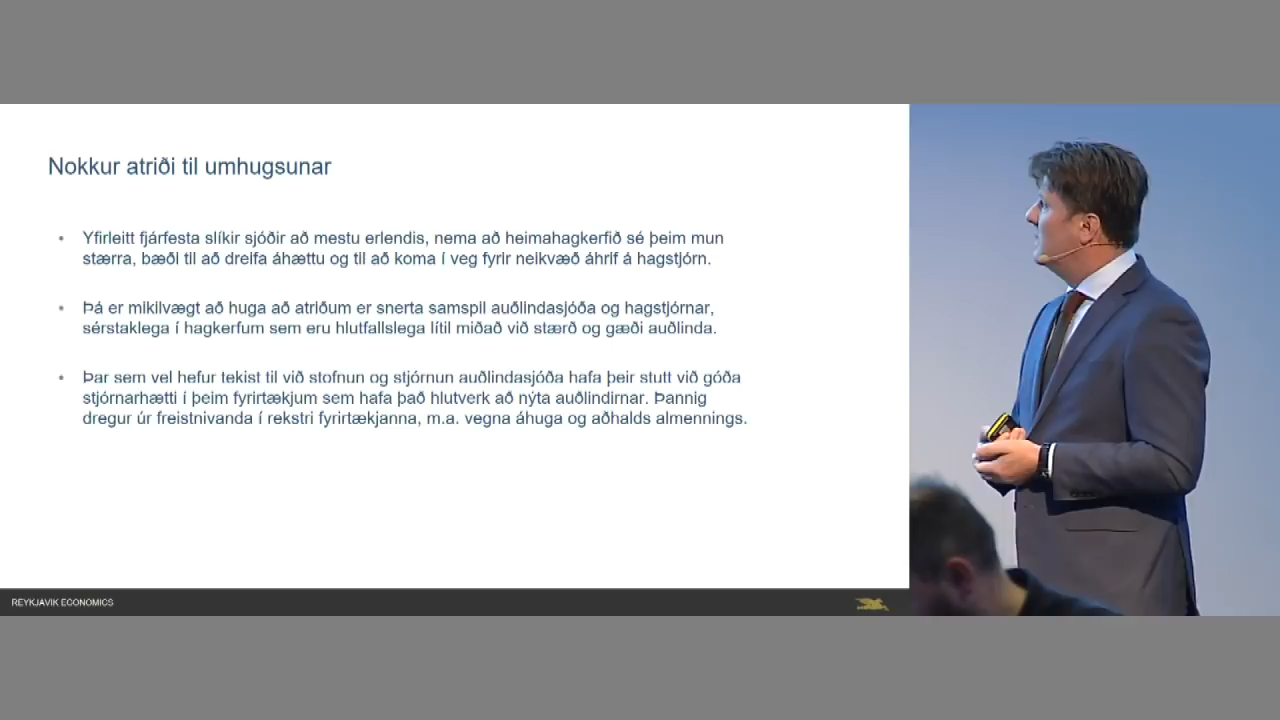 Nokkur atriði til umhugsunar
Yfirleitt fjárfesta slíkir sjóðir að mestu erlendis, nema að heimahagkerfið sé þeim mun
stærra, bæði til að dreifa áhættu og til að koma í veg fyrir neikvæð áhrif á hagstjórn.
Þá er mikilvægt að huga að atriðum er snerta samspil auðlindasjóða og hagstjórnar,
sérstaklega í hagkerfum sem eru hlutfallslega lítil miðað við stærð og gæði auðlinda.
Þar sem vel hefur tekist til við stofnun og stjórnun auðlindasjóða hafa þeir stutt við góða
stjórnarhætti í þeim fyrirtækjum sem hafa það hlutverk að nýta auðlindirnar. Þannig
dregur úr freistnivanda í rekstri fyrirtækjanna, m.a. vegna áhuga og aðhalds almennings.
REYKJAVIK ECONOMICS